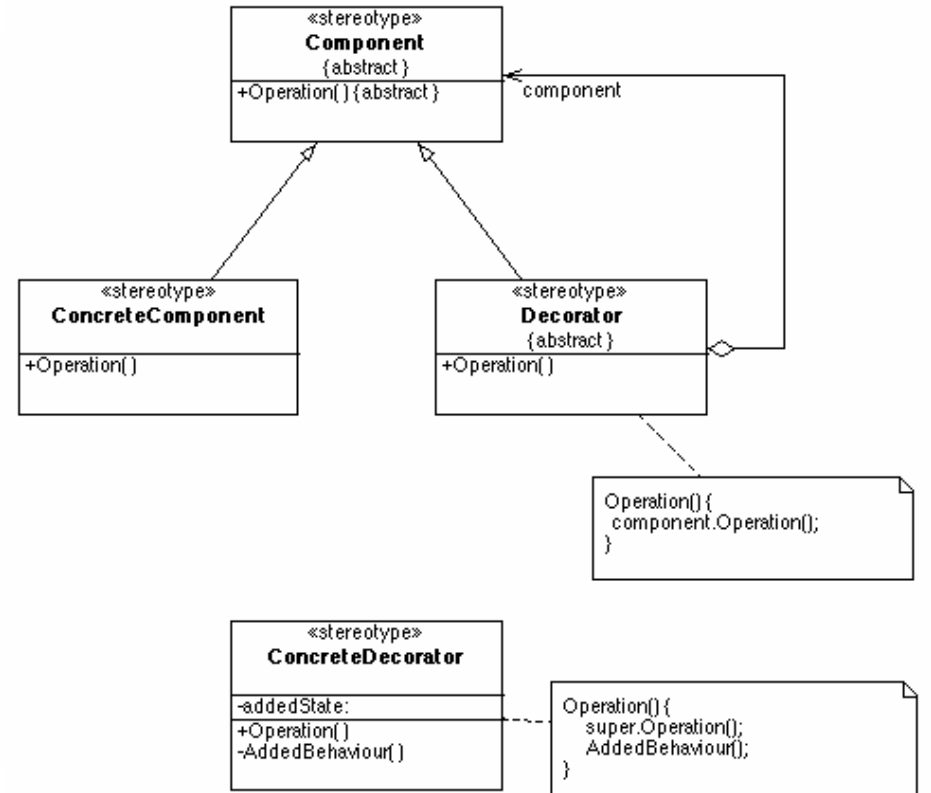 «stereotype»
Component
{abstract}
+Operation() {abstract}
component
«stereotype»
ConcreteComponent
+Operation()
«stereotype»
Decorator
{abstract}
+Operation()
Operation() {
component.Operation();
}
«stereotype»
ConcreteDecorator
-addedState:
+Operation()
-AddedBehaviour()
Operation() {
super.Operation();
AddedBehaviour();
}